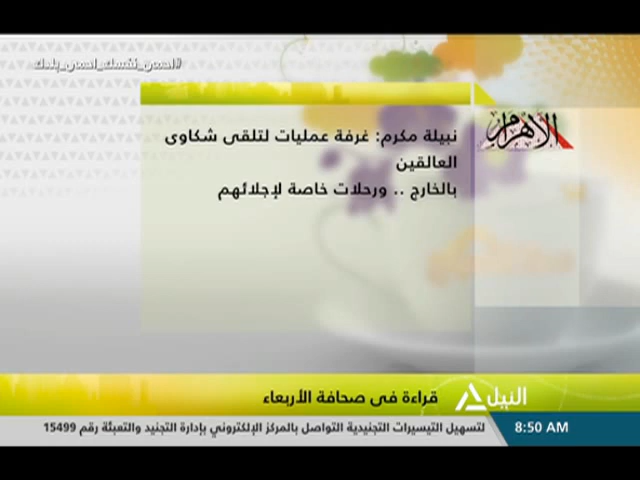 #احمي_نفسك_احمي_بلدك
الأهرام
نبيلة مكرم: غرفة عمليات لتلقى شكاوى
العالقين
بالخارج .. ورحلات خاصة لإجلائهم
النيل
قراءة فى صحافة الأربعاء
8:50 AM
لتسهيل التيسيرات التجنيدية التواصل بالمركز الإلكتروني بإدارة التجنيد والتعبئة رقم 15499